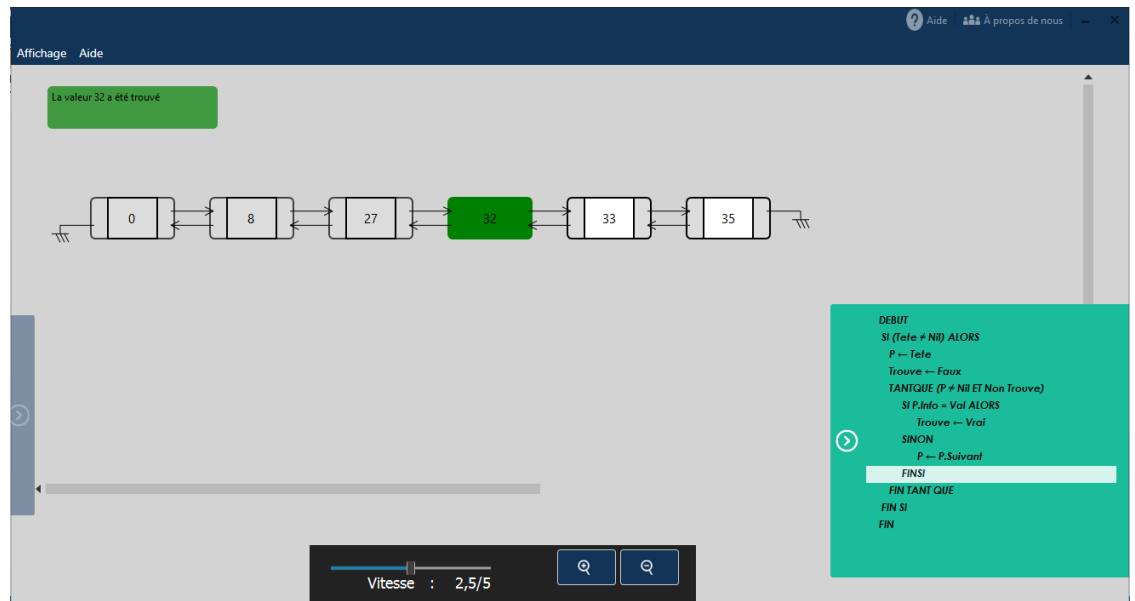 Aide À propos de nous
Affichage Aide
La valeur 32 a été trouvé
0 8 27 32 33 35
DEBUT
SI (Tete ≠ Nil) ALORS
P ← Tete
Trouve ← Faux
TANTQUE (P ≠ Nil ET Non Trouve)
SI P.Info = Val ALORS
Trouve ← Vrai
SINON
P ← P.Suivant
FINSI
FIN TANT QUE
FIN SI
FIN
Vitesse : 2,5/5